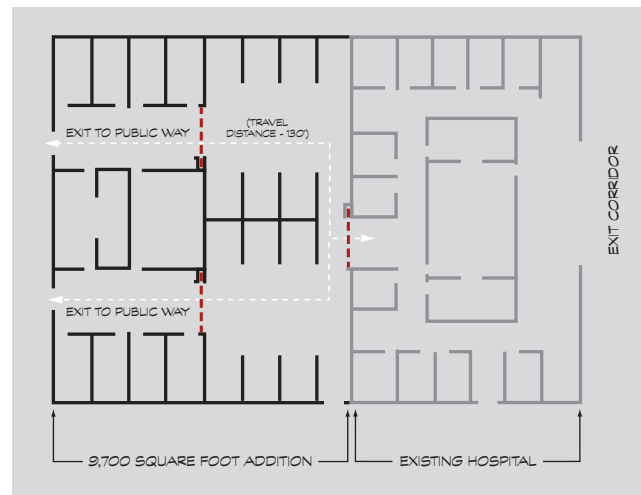 EXIT TO PUBLIC WAY
(TRAVEL
DISTANCE - 130')
EXIT CORRIDOR
EXIT TO PUBLIC WAY
9,700 SQUARE FOOT ADDITION
EXISTING HOSPITAL